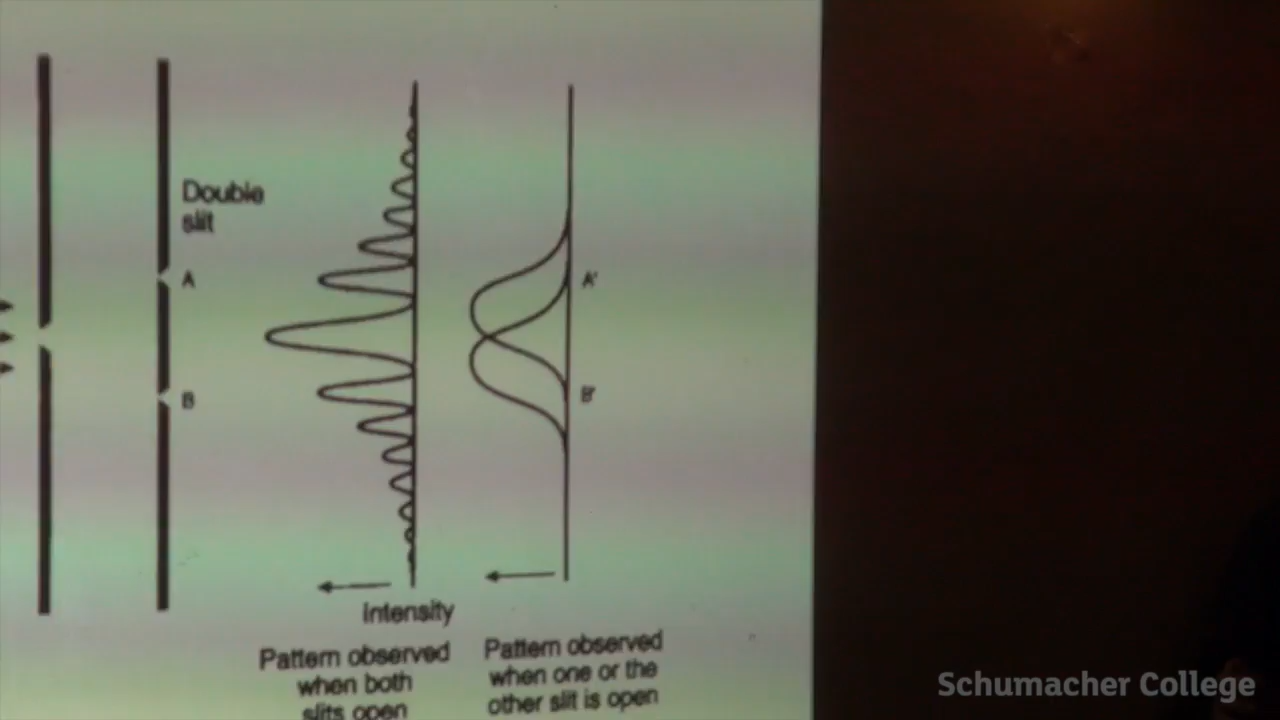 Double
slit
A
B
A'
B'
Intensity
Pattern observed
when both
slits open
Pattern observed
when one or the
other slit is open
Schumacher College